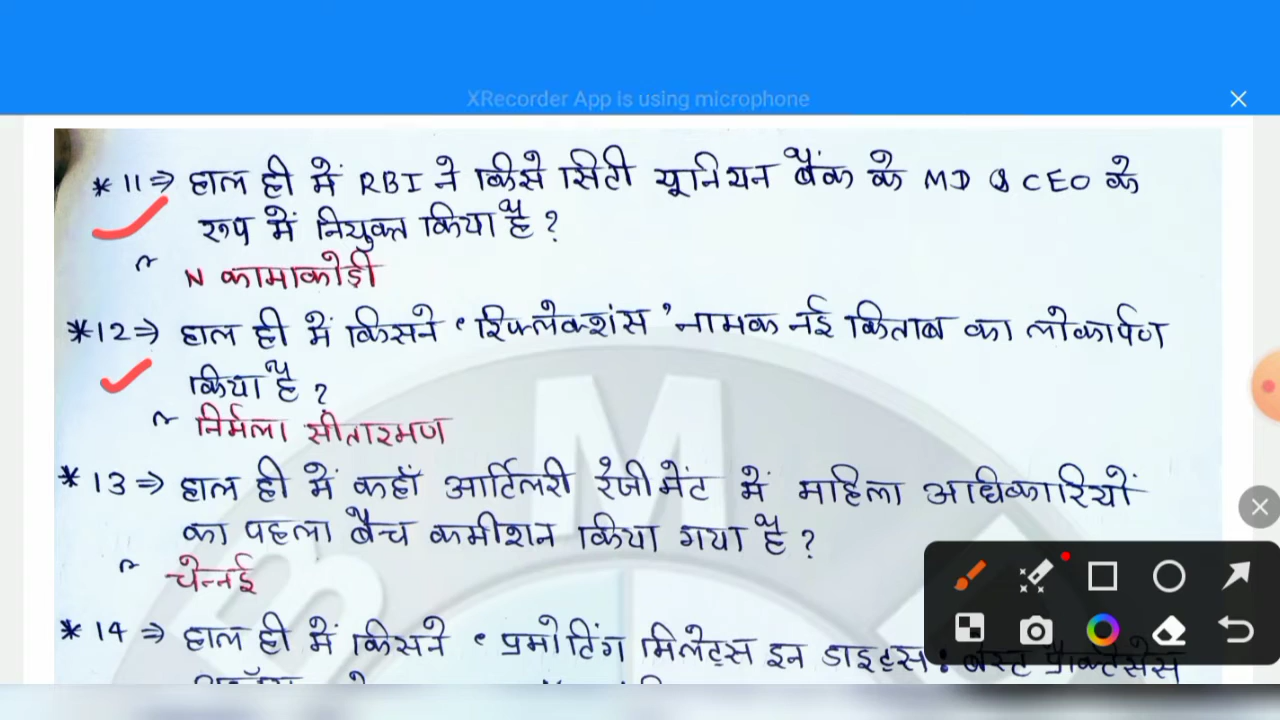 XRecorder App is using microphone
* 11 ⇒ हाल ही में RBI ने किसे सिटी यूनियन बैंक के MD & CEO के
रूप में नियुक्त किया है ?
N कामाकोडी
* 12 ⇒ हाल ही में किसने ' रिफ्लेक्शंस ' नामक नई किताब का लोकार्पण
किया है ?
निर्मला सीतारमण
* 13 ⇒ हाल ही में कहाँ आर्टिलरी रेजीमेंट में महिला अधिकारियों
का पहला बैच कमीशन किया गया है ?
चेन्नई
* 14 ⇒ हाल ही में किसने ' प्रमोटिंग मिलेट्स इन डाइट्स : बेस्ट प्रैक्टिसेस